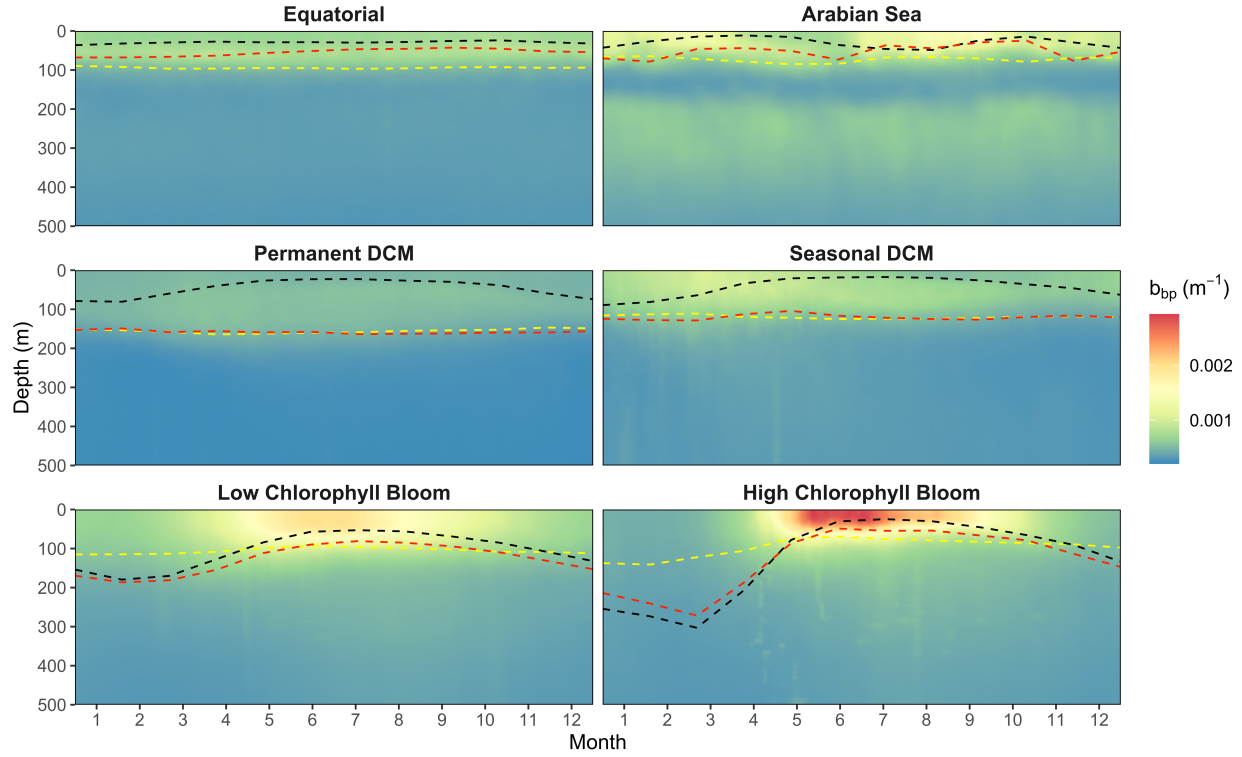 Equatorial
Arabian Sea
0
100
200
300
400
500
Permanent DCM
Seasonal DCM
0
100
200
300
400
500
Low Chlorophyll Bloom
High Chlorophyll Bloom
0
100
200
300
400
500
1 2 3 4 5 6 7 8 9 10 11 12
1 2 3 4 5 6 7 8 9 10 11 12
Month
Depth (m)
b_bp (m⁻¹)
0.002
0.001